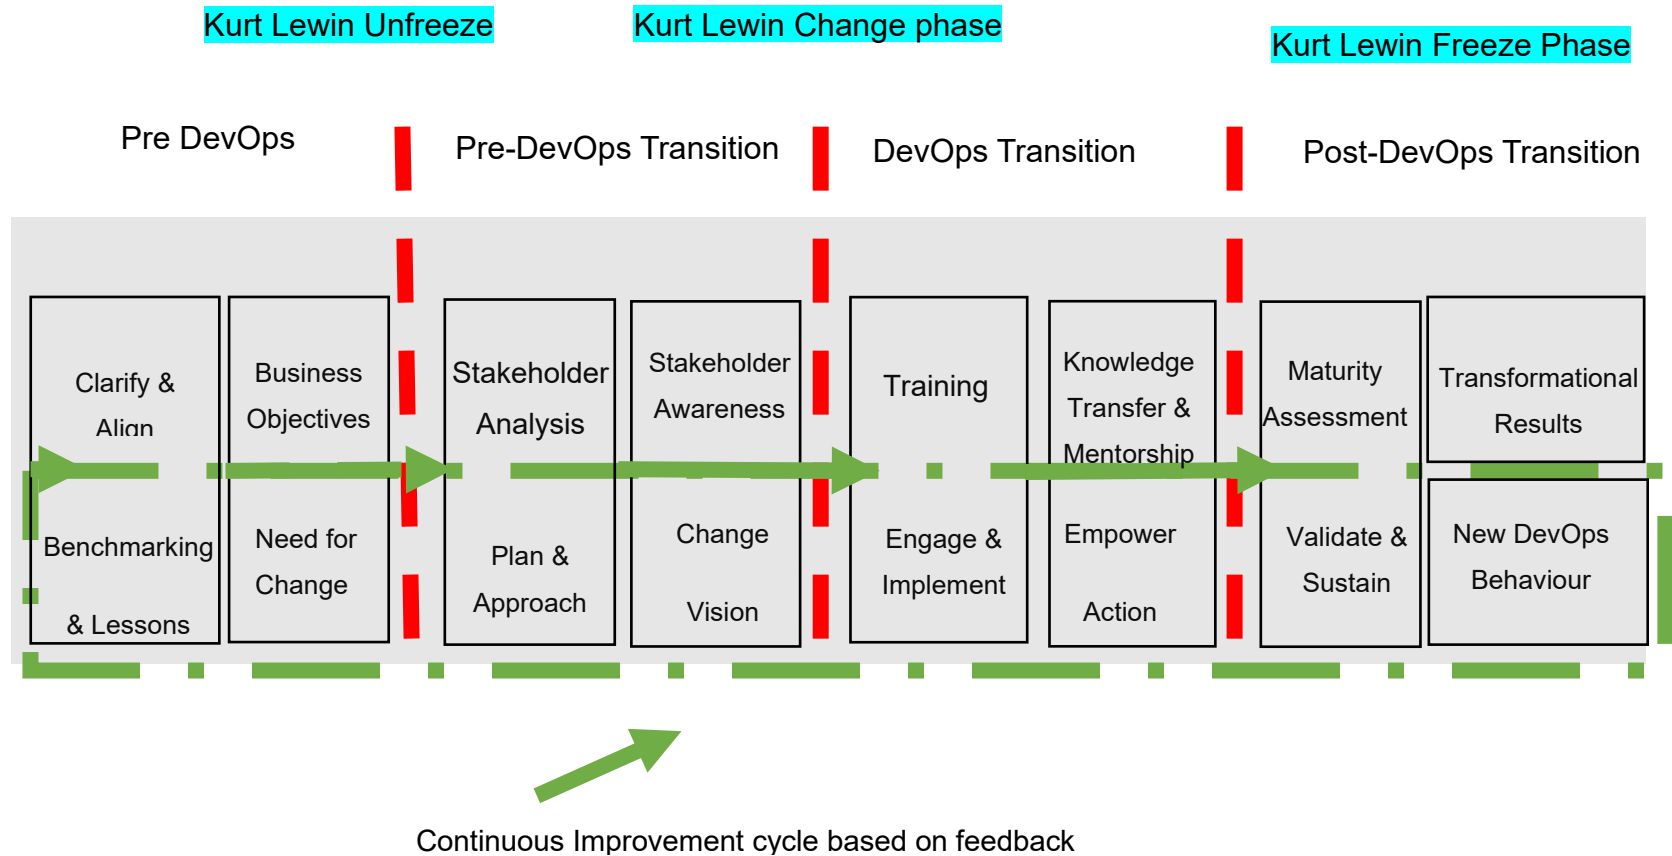 Kurt Lewin Unfreeze
Kurt Lewin Change phase
Kurt Lewin Freeze Phase
Pre DevOps
Pre-DevOps Transition
DevOps Transition
Post-DevOps Transition
Clarify &
Align
Benchmarking
& Lessons
Business
Objectives
Need for
Change
Stakeholder
Analysis
Plan &
Approach
Stakeholder
Awareness
Change
Vision
Training
Engage &
Implement
Knowledge
Transfer &
Mentorship
Empower
Action
Maturity
Assessment
Validate &
Sustain
Transformational
Results
New DevOps
Behaviour
Continuous Improvement cycle based on feedback